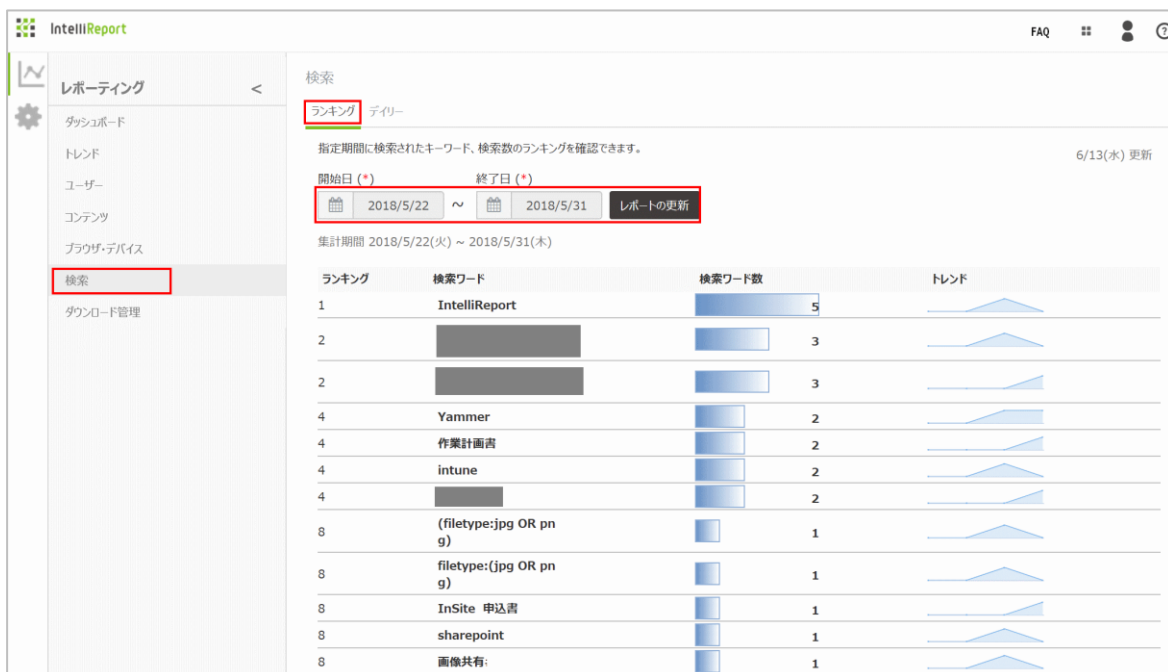 IntelliReport
FAQ
レポーティング <
ダッシュボード
トレンド
ユーザー
コンテンツ
ブラウザ・デバイス
検索
ダウンロード管理
検索
ランキング デイリー
指定期間に検索されたキーワード、検索数のランキングを確認できます。
6/13(水) 更新
開始日 (*) 終了日 (*)
2018/5/22 ~ 2018/5/31 レポートの更新
集計期間 2018/5/22(火) ~ 2018/5/31(木)
ランキング 検索ワード 検索ワード数 トレンド
1 IntelliReport 5
2 3
2 3
4 Yammer 2
4 作業計画書 2
4 intune 2
4 2
8 (filetype:jpg OR pn
g) 1
8 filetype:(jpg OR pn
g) 1
8 InSite 申込書 1
8 sharepoint 1
8 画像共有 1